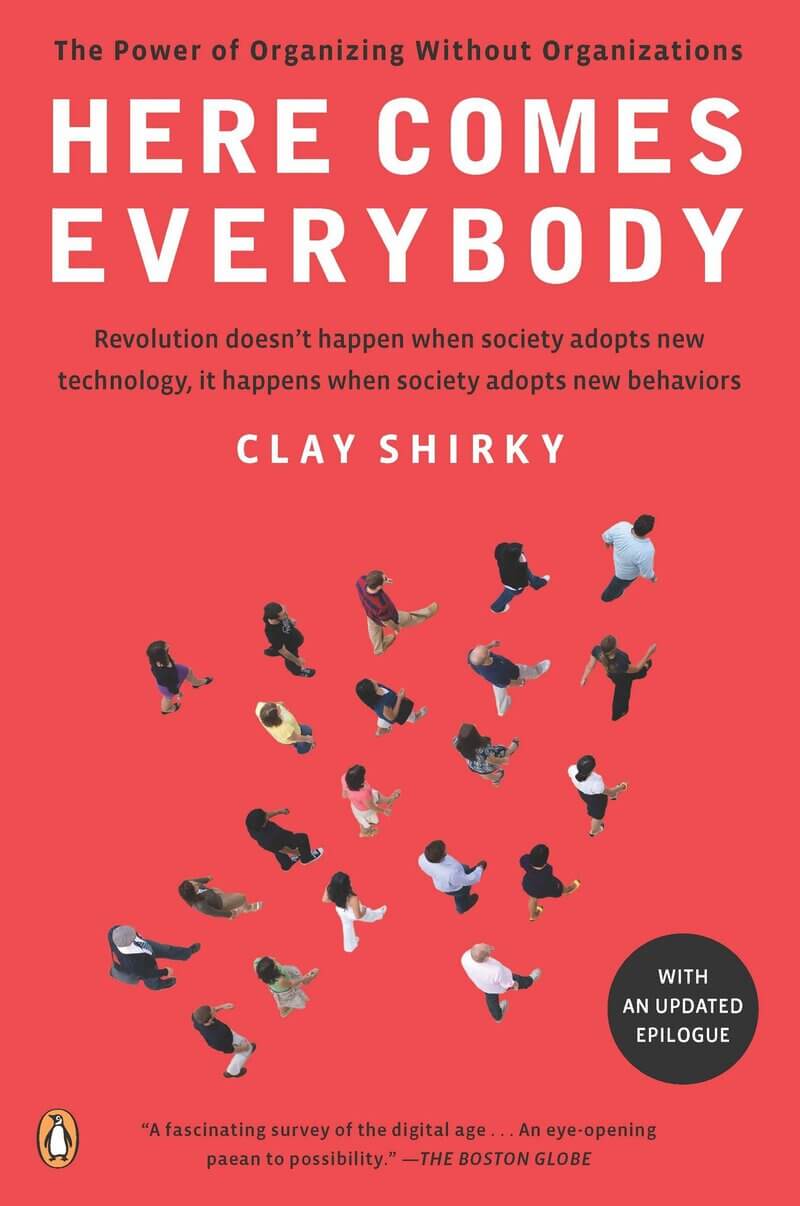 The Power of Organizing Without Organizations
HERE COMES
EVERYBODY
Revolution doesn’t happen when society adopts new
technology, it happens when society adopts new behaviors
CLAY SHIRKY
WITH
AN UPDATED
EPILOGUE
“A fascinating survey of the digital age . . . An eye-opening
paean to possibility.” —THE BOSTON GLOBE